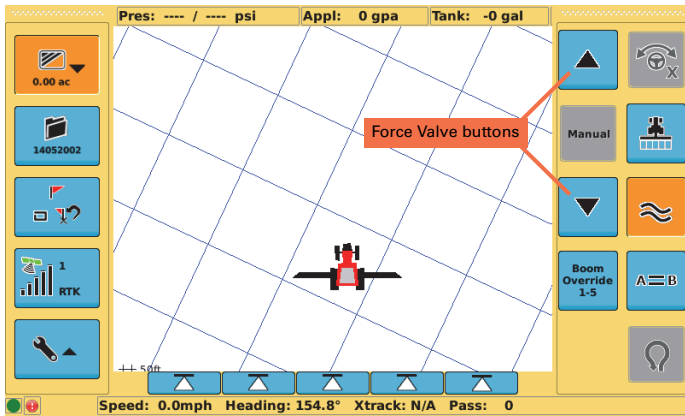 Pres: ---- / ---- psi
Appl: 0 gpa
Tank: -0 gal
0.00 ac
14052002
1
RTK
Force Valve buttons
Manual
X
Boom
Override
1-5
A=B
50ft
Speed: 0.0mph Heading: 154.8° Xtrack: N/A Pass: 0